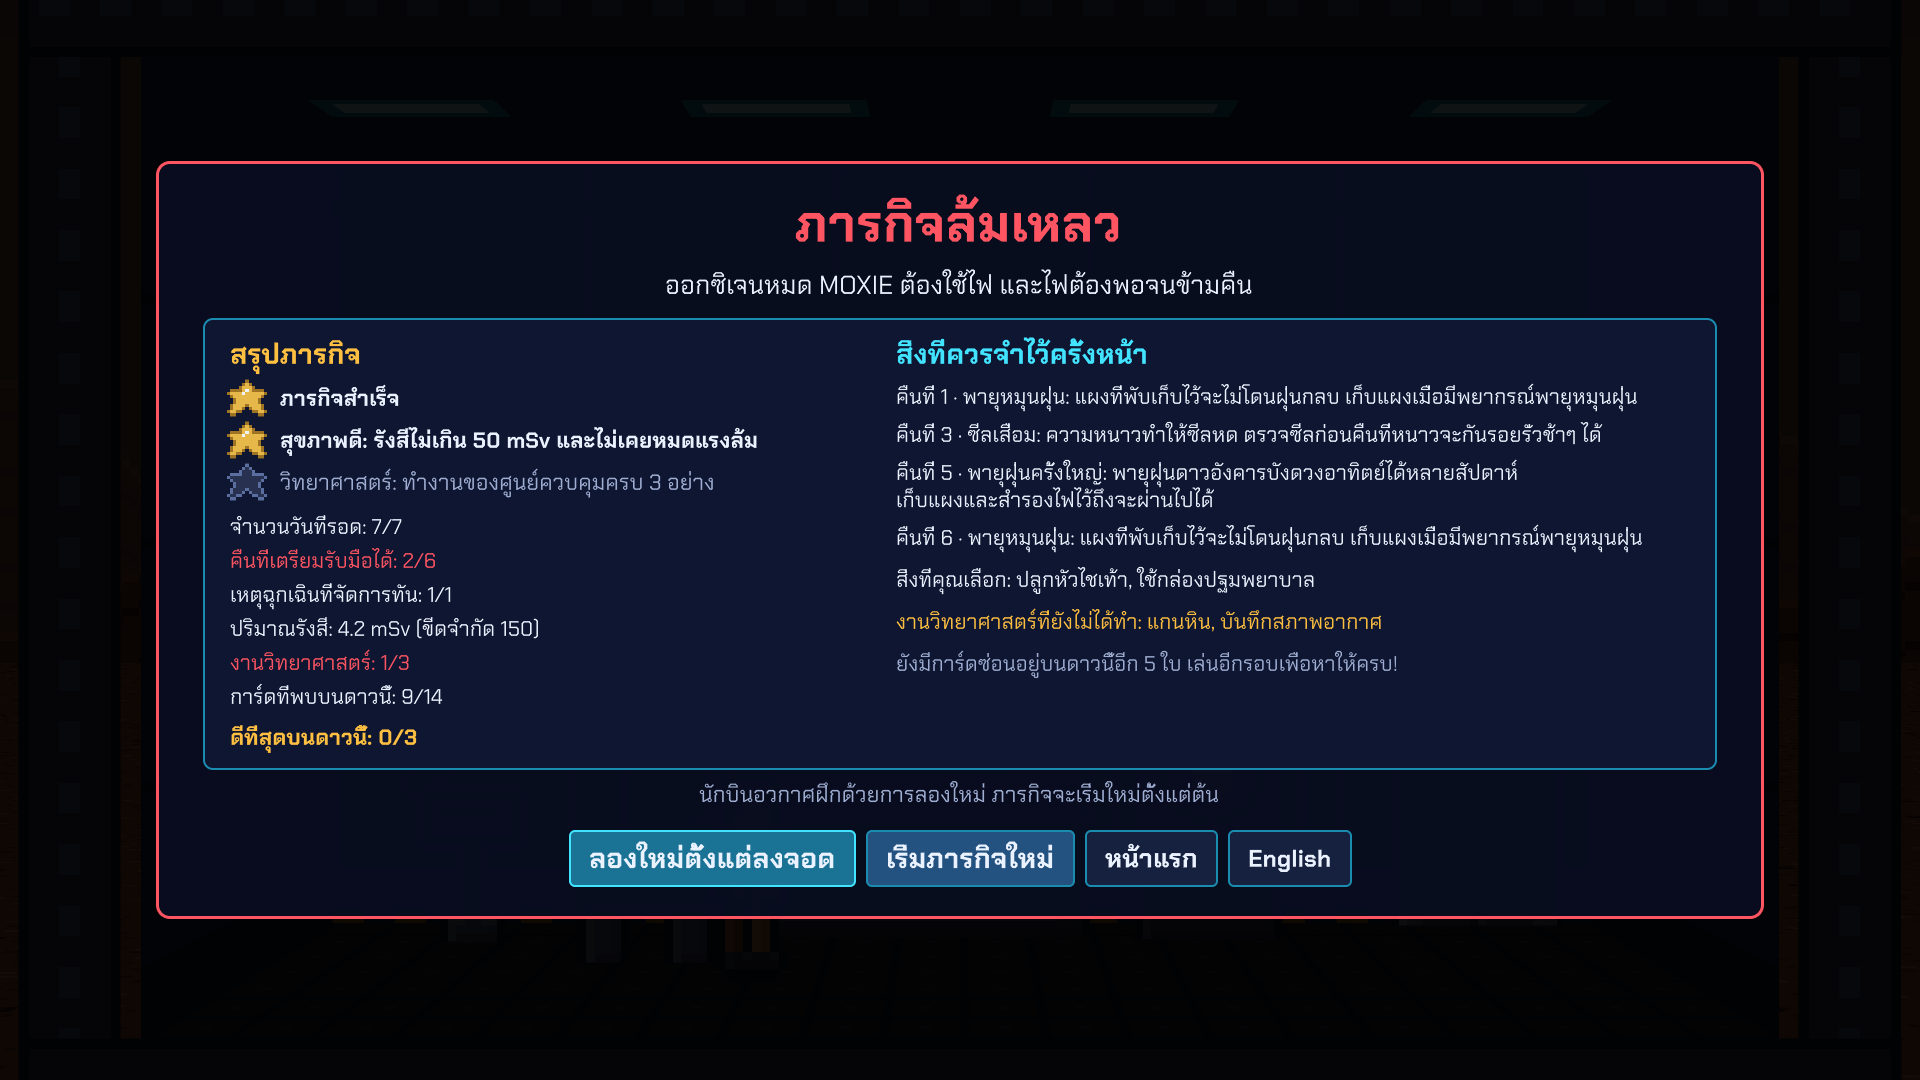 ภารกิจล้มเหลว
ออกซิเจนหมด MOXIE ต้องใช้ไฟ และไฟต้องพอจนข้ามคืน
สรุปภารกิจ
ภารกิจสำเร็จ
สุขภาพดี: รังสีไม่เกิน 50 mSv และไม่เคยหมดแรงล้ม
วิทยาศาสตร์: ทำงานของศูนย์ควบคุมครบ 3 อย่าง
จำนวนวันที่รอด: 7/7
คืนที่เตรียมรับมือได้: 2/6
เหตุฉุกเฉินที่จัดการทัน: 1/1
ปริมาณรังสี: 4.2 mSv (ขีดจำกัด 150)
งานวิทยาศาสตร์: 1/3
การ์ดที่พบบนดาวนี้: 9/14
ดีที่สุดบนดาวนี้: 0/3
สิ่งที่ควรจำไว้ครั้งหน้า
คืนที่ 1 · พายุหมุนฝุ่น: แผงที่พับเก็บไว้จะไม่โดนฝุ่นกลบ เก็บแผงเมื่อมีพยากรณ์พายุหมุนฝุ่น
คืนที่ 3 · ซีลเสื่อม: ความหนาวทำให้ซีลหด ตรวจซีลก่อนคืนที่หนาวจะกันรอยรั่วช้าๆ ได้
คืนที่ 5 · พายุฝุ่นครั้งใหญ่: พายุฝุ่นดาวอังคารบังดวงอาทิตย์ได้หลายสัปดาห์
เก็บแผงและสำรองไฟไว้ถึงจะผ่านไปได้
คืนที่ 6 · พายุหมุนฝุ่น: แผงที่พับเก็บไว้จะไม่โดนฝุ่นกลบ เก็บแผงเมื่อมีพยากรณ์พายุหมุนฝุ่น
สิ่งที่คุณเลือก: ปลูกหัวไชเท้า, ใช้กล่องปฐมพยาบาล
งานวิทยาศาสตร์ที่ยังไม่ได้ทำ: แกนหิน, บันทึกสภาพอากาศ
ยังมีการ์ดซ่อนอยู่บนดาวนี้อีก 5 ใบ เล่นอีกรอบเพื่อหาให้ครบ!
นักบินอวกาศฝึกด้วยการลองใหม่ ภารกิจจะเริ่มใหม่ตั้งแต่ต้น
ลองใหม่ตั้งแต่ลงจอด
เริ่มภารกิจใหม่
หน้าแรก
English